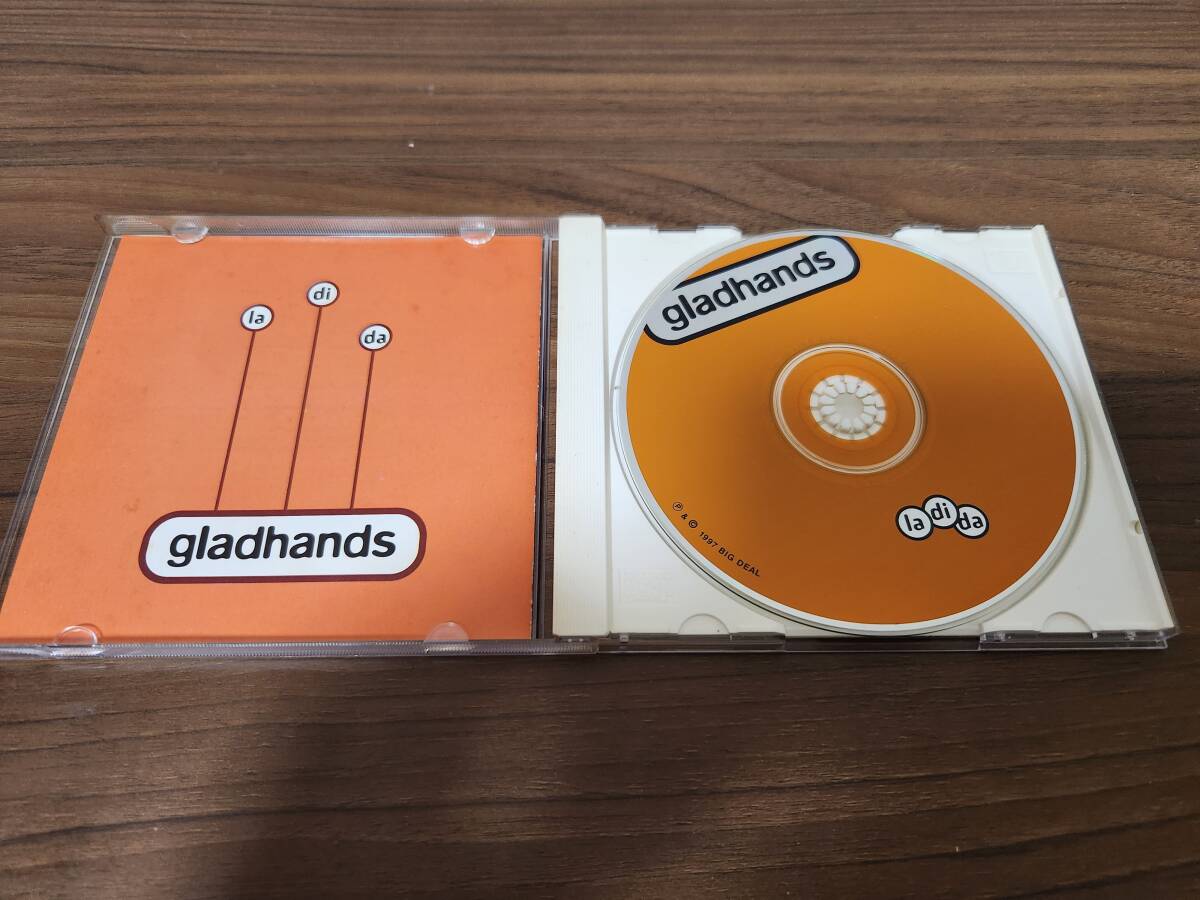 la
di
da
gladhands
gladhands
la di da
℗ & © 1997 BIG DEAL